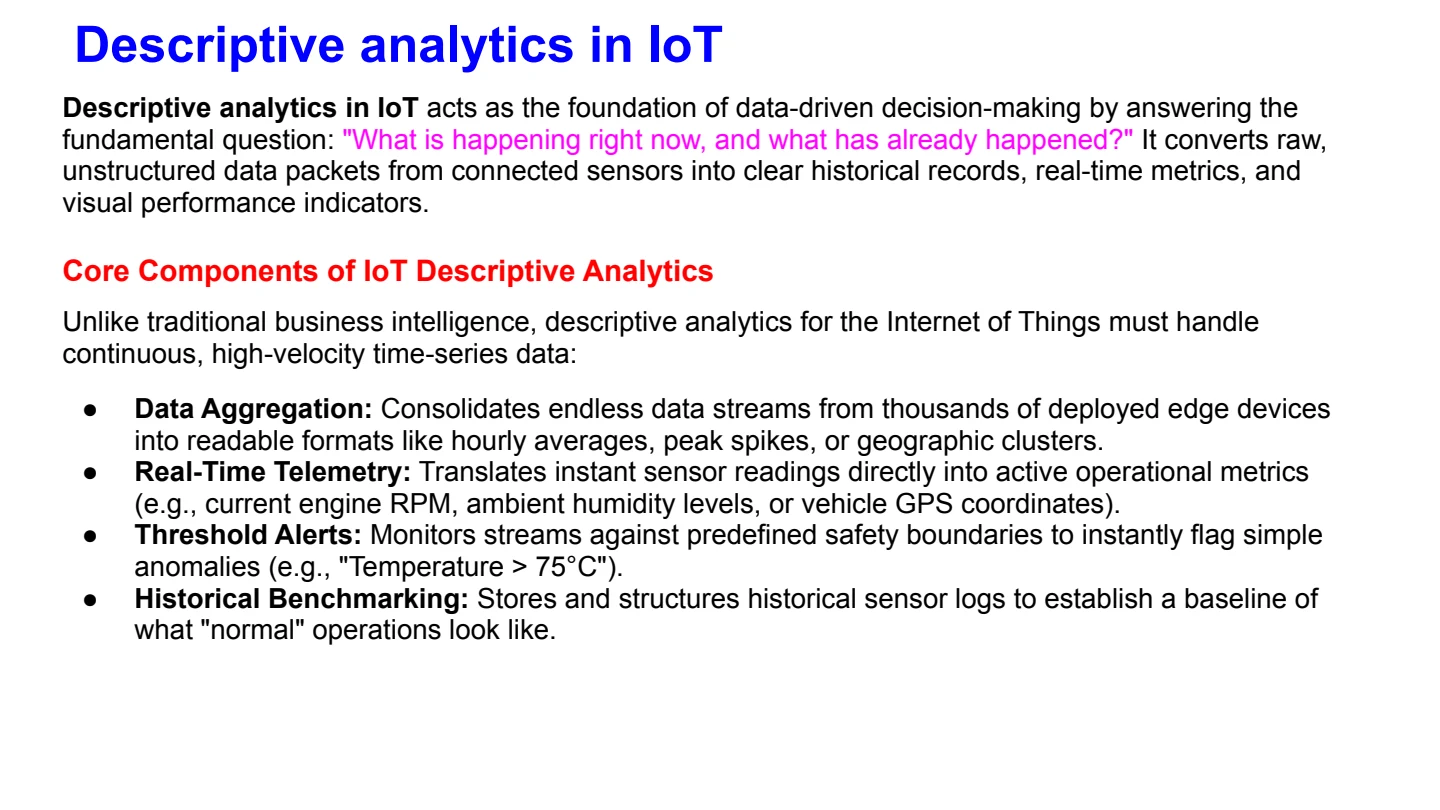 Descriptive analytics in IoT
Descriptive analytics in IoT acts as the foundation of data-driven decision-making by answering the
fundamental question: "What is happening right now, and what has already happened?" It converts raw,
unstructured data packets from connected sensors into clear historical records, real-time metrics, and
visual performance indicators.
Core Components of IoT Descriptive Analytics
Unlike traditional business intelligence, descriptive analytics for the Internet of Things must handle
continuous, high-velocity time-series data:
● Data Aggregation: Consolidates endless data streams from thousands of deployed edge devices
into readable formats like hourly averages, peak spikes, or geographic clusters.
● Real-Time Telemetry: Translates instant sensor readings directly into active operational metrics
(e.g., current engine RPM, ambient humidity levels, or vehicle GPS coordinates).
● Threshold Alerts: Monitors streams against predefined safety boundaries to instantly flag simple
anomalies (e.g., "Temperature > 75°C").
● Historical Benchmarking: Stores and structures historical sensor logs to establish a baseline of
what "normal" operations look like.